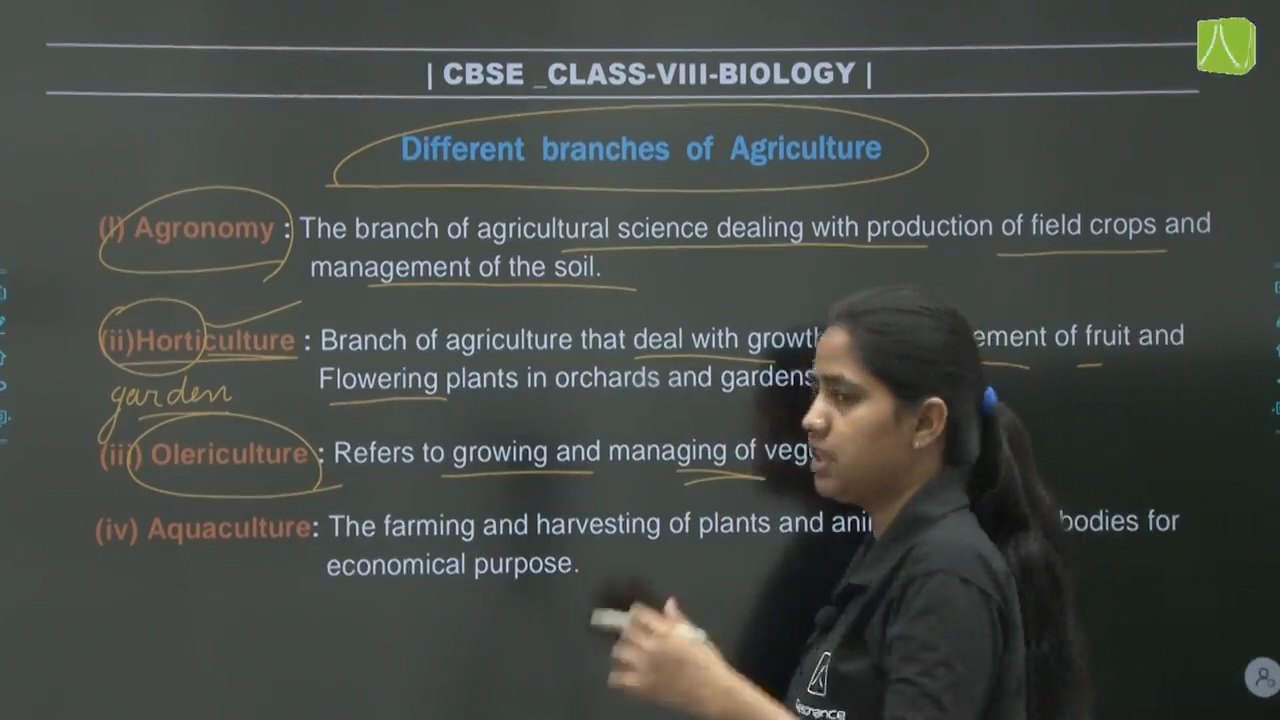 | CBSE _CLASS-VIII-BIOLOGY |
Different branches of Agriculture
(I) Agronomy : The branch of agricultural science dealing with production of field crops and
management of the soil.
(ii)Horticulture : Branch of agriculture that deal with of fruit and
garden
Flowering plants in orchards and gardens
(iii) Olericulture : Refers to growing and managing of
(iv) Aquaculture: The farming and harvesting of plants and bodies for
economical purpose.